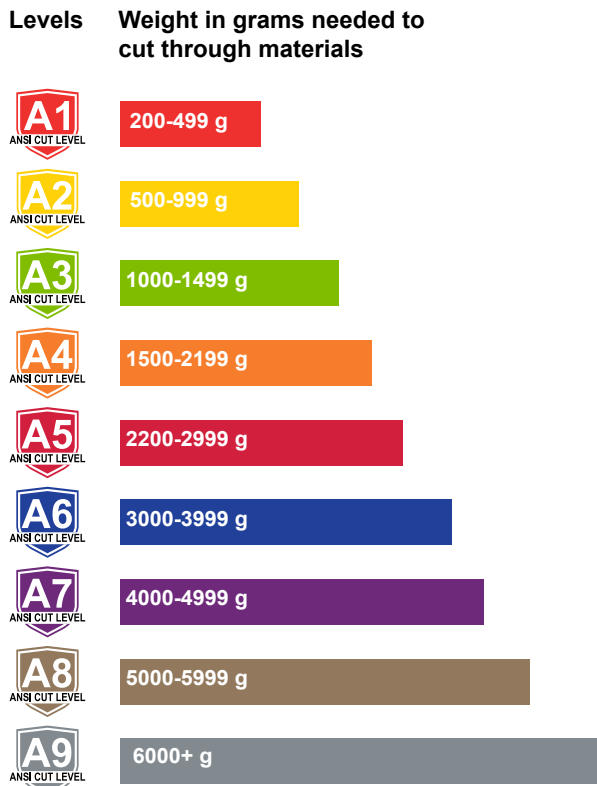 Levels
Weight in grams needed to
cut through materials
A1
ANSI CUT LEVEL
200-499 g
A2
ANSI CUT LEVEL
500-999 g
A3
ANSI CUT LEVEL
1000-1499 g
A4
ANSI CUT LEVEL
1500-2199 g
A5
ANSI CUT LEVEL
2200-2999 g
A6
ANSI CUT LEVEL
3000-3999 g
A7
ANSI CUT LEVEL
4000-4999 g
A8
ANSI CUT LEVEL
5000-5999 g
A9
ANSI CUT LEVEL
6000+ g